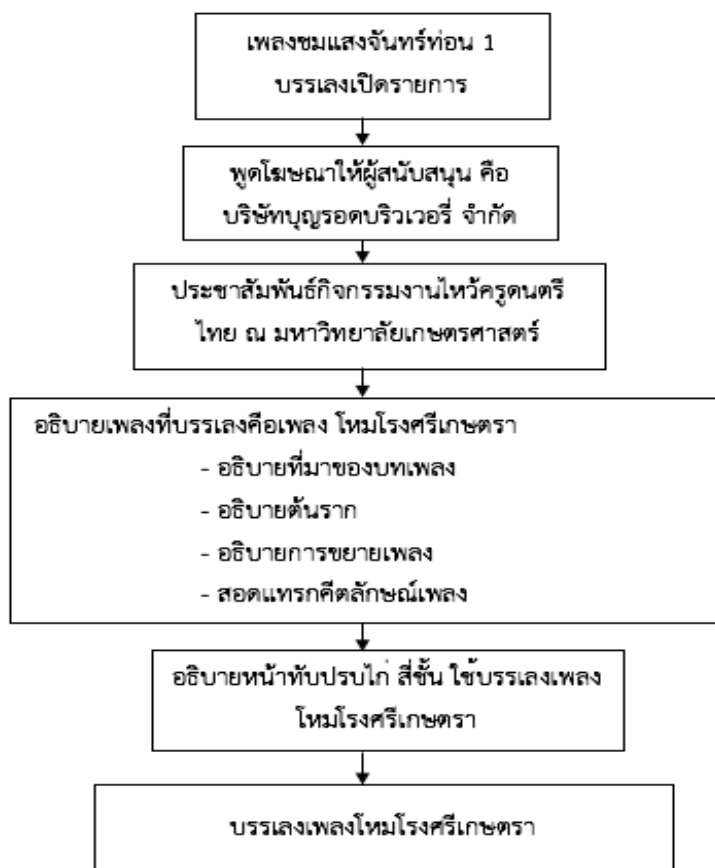 เพลงชมแสงจันทร์ท่อน 1
บรรเลงเปิดรายการ
พูดโฆษณาให้ผู้สนับสนุน คือ
บริษัทบุญรอดบริวเวอรี่ จำกัด
ประชาสัมพันธ์กิจกรรมงานไหว้ครูดนตรี
ไทย ณ มหาวิทยาลัยเกษตรศาสตร์
อธิบายเพลงที่บรรเลงคือเพลง โหมโรงศรีเกษตรา
- อธิบายที่มาของบทเพลง
- อธิบายต้นราก
- อธิบายการขยายเพลง
- สอดแทรกคีตลักษณ์เพลง
อธิบายหน้าทับปรบไก่ สี่ชั้น ใช้บรรเลงเพลง
โหมโรงศรีเกษตรา
บรรเลงเพลงโหมโรงศรีเกษตรา